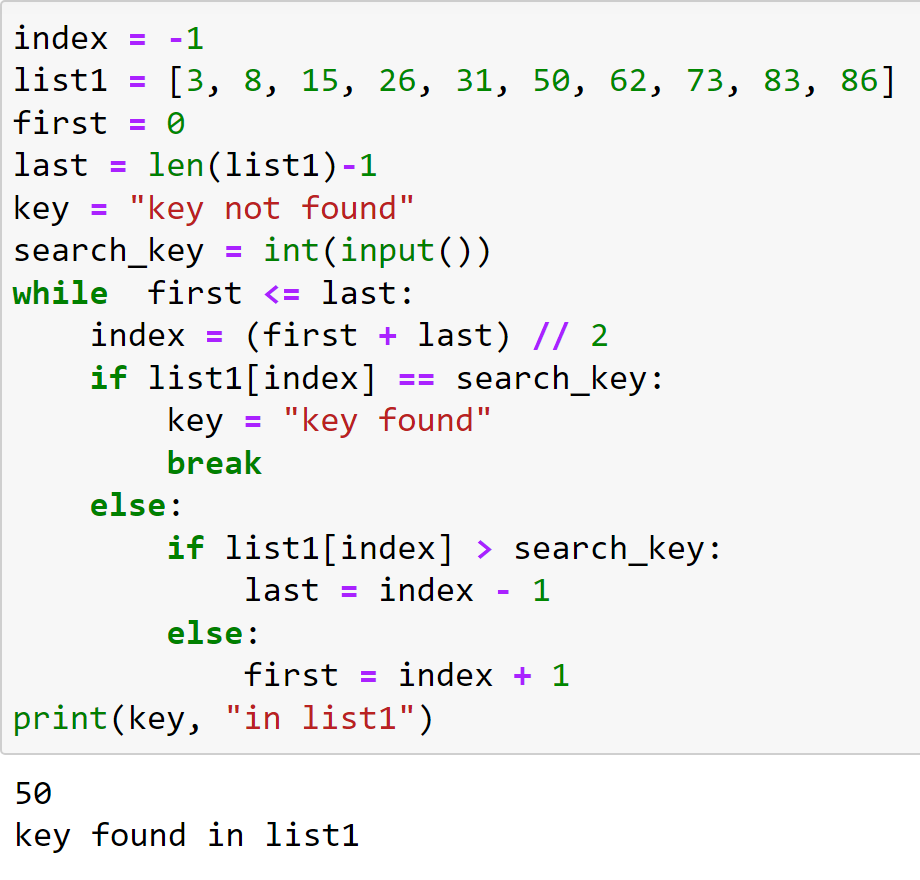 index = -1
list1 = [3, 8, 15, 26, 31, 50, 62, 73, 83, 86]
first = 0
last = len(list1)-1
key = "key not found"
search_key = int(input())
while  first <= last:
    index = (first + last) // 2
    if list1[index] == search_key:
        key = "key found"
        break
    else:
        if list1[index] > search_key:
            last = index - 1
        else:
            first = index + 1
print(key, "in list1")
50
key found in list1